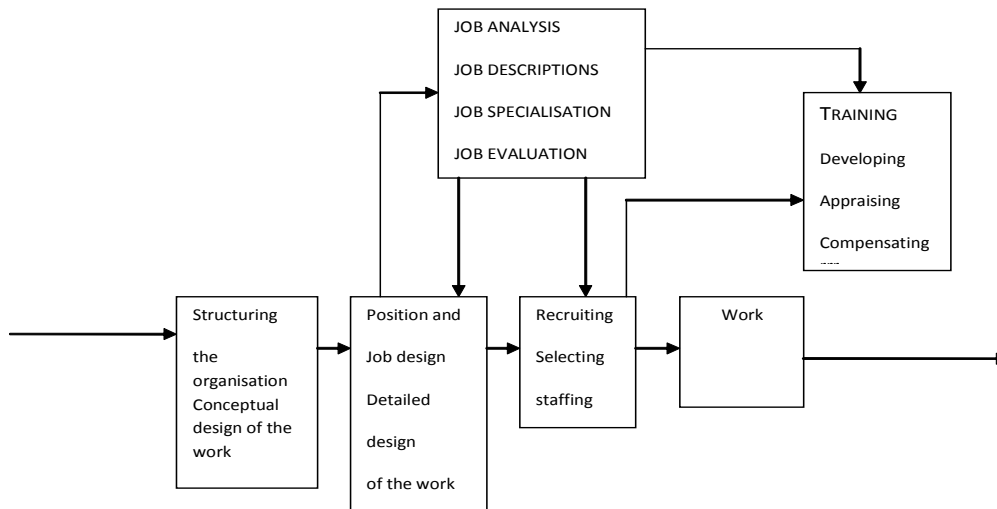 JOB ANALYSIS
JOB DESCRIPTIONS
JOB SPECIALISATION
JOB EVALUATION
TRAINING
Developing
Appraising
Compensating
Structuring
the
organisation
Conceptual
design of the
work
Position and
Job design
Detailed
design
of the work
Recruiting
Selecting
staffing
Work